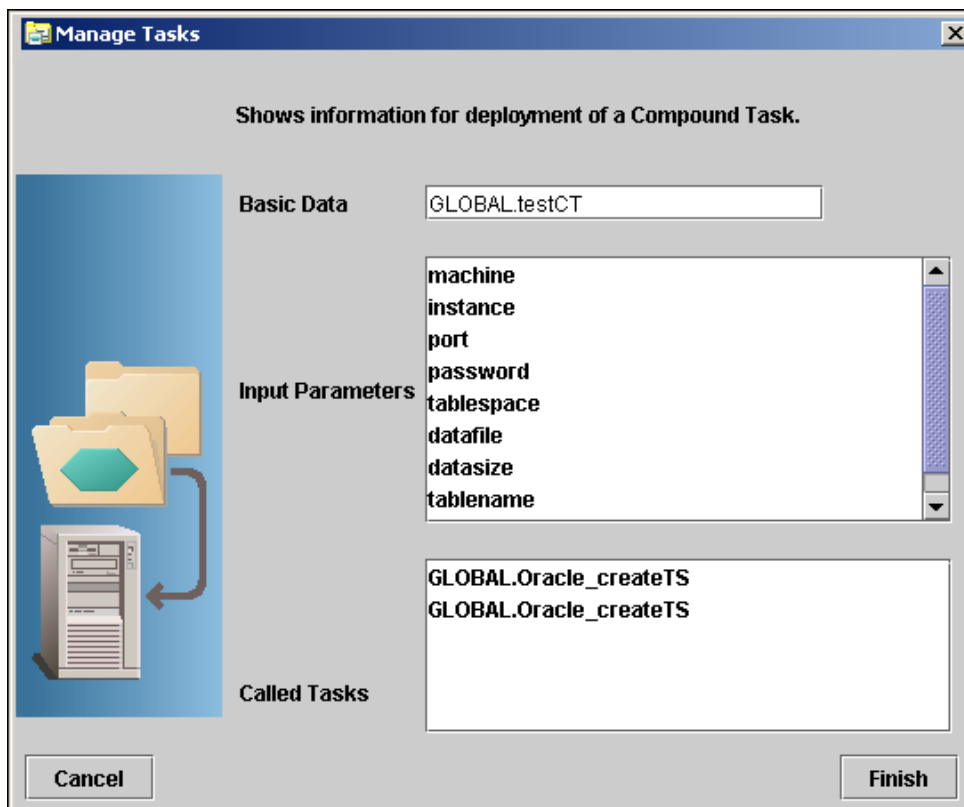 Manage Tasks
Shows information for deployment of a Compound Task.
Basic Data
GLOBAL.testCT
Input Parameters
machine
instance
port
password
tablespace
datafile
datasize
tablename
Called Tasks
GLOBAL.Oracle_createTS
GLOBAL.Oracle_createTS
Cancel
Finish